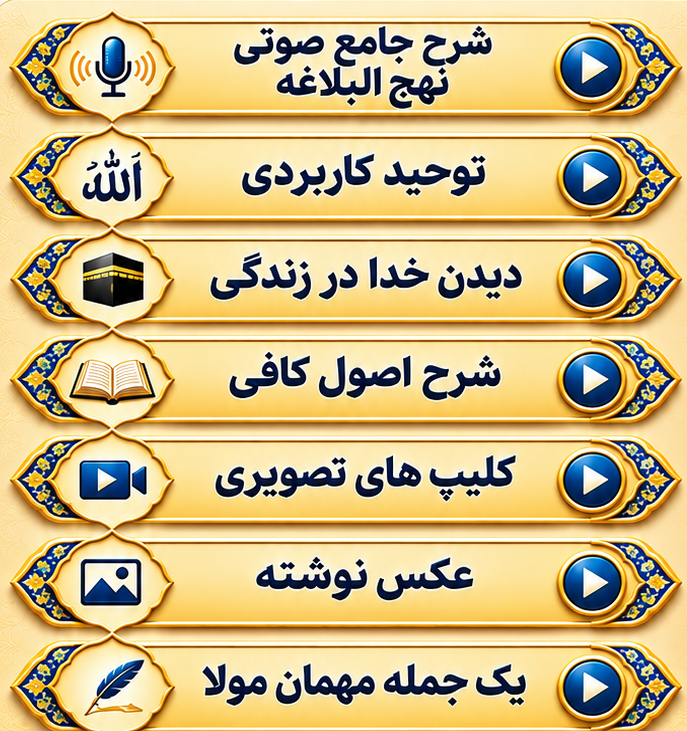 شرح جامع صوتی
نهج البلاغه
الله
توحید کاربردی
دیدن خدا در زندگی
شرح اصول کافی
کلیپ های تصویری
عکس نوشته
یک جمله مهمان مولا